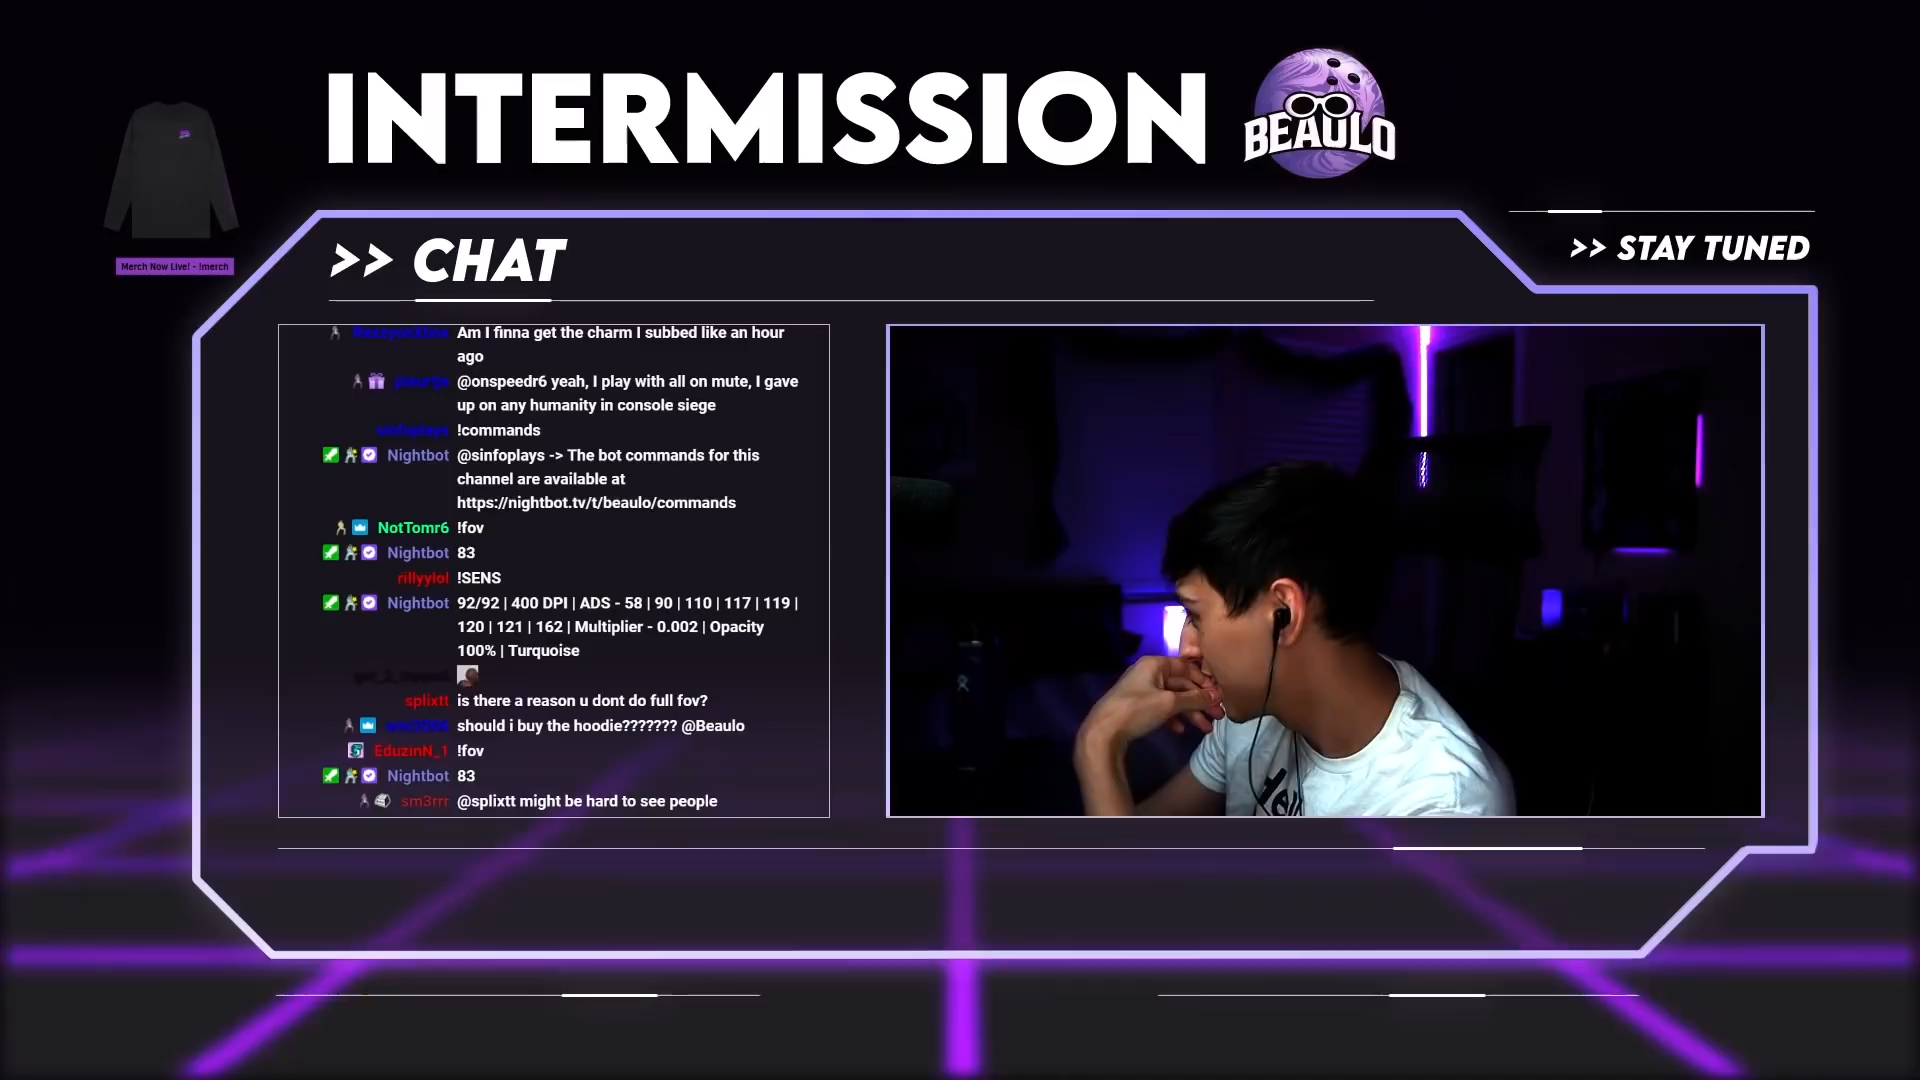 INTERMISSION
BEAULO
Merch Now Live! - !merch
>> CHAT
>> STAY TUNED
Am I finna get the charm I subbed like an hour
ago
@onspeedr6 yeah, I play with all on mute, I gave
up on any humanity in console siege
sinfoplays !commands
Nightbot @sinfoplays -> The bot commands for this
channel are available at
https://nightbot.tv/t/beaulo/commands
NotTomr6 !fov
Nightbot 83
rillyylol !SENS
Nightbot 92/92 | 400 DPI | ADS - 58 | 90 | 110 | 117 | 119 |
120 | 121 | 162 | Multiplier - 0.002 | Opacity
100% | Turquoise
splixtt is there a reason u dont do full fov?
should i buy the hoodie??????? @Beaulo
EduzinN_1 !fov
Nightbot 83
sm3rrr @splixtt might be hard to see people